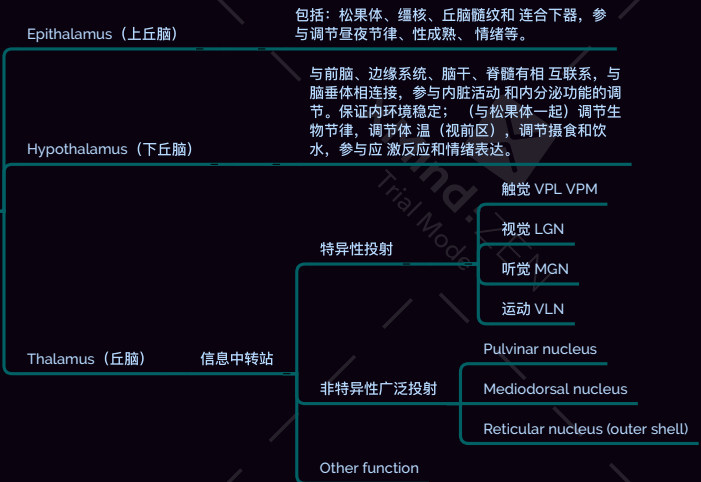 包括：松果体、缰核、丘脑髓纹和 连合下器，参
与调节昼夜节律、性成熟、 情绪等。
Epithalamus（上丘脑）
与前脑、边缘系统、脑干、脊髓有相 互联系，与
脑垂体相连接，参与内脏活动 和内分泌功能的调
节。保证内环境稳定； （与松果体一起）调节生
物节律，调节体 温（视前区），调节摄食和饮
水，参与应 激反应和情绪表达。
Hypothalamus（下丘脑）
触觉 VPL VPM
视觉 LGN
特异性投射
听觉 MGN
运动 VLN
Thalamus（丘脑）
信息中转站
Pulvinar nucleus
非特异性广泛投射
Mediodorsal nucleus
Reticular nucleus (outer shell)
Other function
Xmind:ZEN
Trial Mode